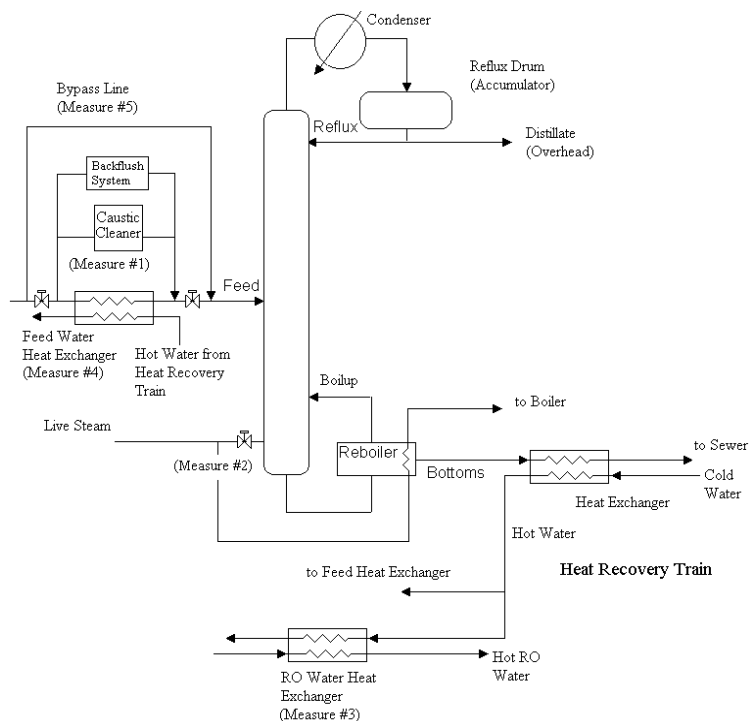 Condenser
Reflux Drum
(Accumulator)
Bypass Line
(Measure #5)
Reflux
Distillate
(Overhead)
Backflush
System
Caustic
Cleaner
(Measure #1)
Feed
Feed Water
Heat Exchanger
(Measure #4)
Hot Water from
Heat Recovery
Train
Boilup
to Boiler
Live Steam
(Measure #2)
Reboiler
Bottoms
to Sewer
Cold
Water
Heat Exchanger
Hot Water
to Feed Heat Exchanger
Heat Recovery Train
Hot RO
Water
RO Water Heat
Exchanger
(Measure #3)